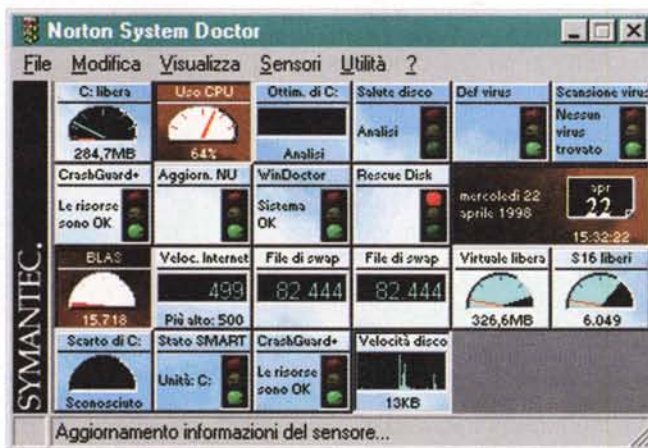 Norton System Doctor
File Modifica Visualizza Sensori Utilità ?
C: libera
284,7MB
Uso CPU
64%
Ottim. di C:
Analisi
Salute disco
Analisi
Def virus
Scansione virus
Nessun
virus
trovato
CrashGuard+
Le risorse
sono OK
Aggiorn. NU
WinDoctor
Sistema
OK
Rescue Disk
mercoledì 22
aprile 1998
apr
22
15:32:22
BLAS
15.718
Veloc. Internet
499
Più alto: 500
File di swap
82.444
File di swap
82.444
Virtuale libera
326,6MB
S16 liberi
6.049
Scarto di C:
Sconosciuto
Stato SMART
Unità: C:
CrashGuard+
Le risorse
sono OK
Velocità disco
13KB
SYMANTEC.
Aggiornamento informazioni del sensore...